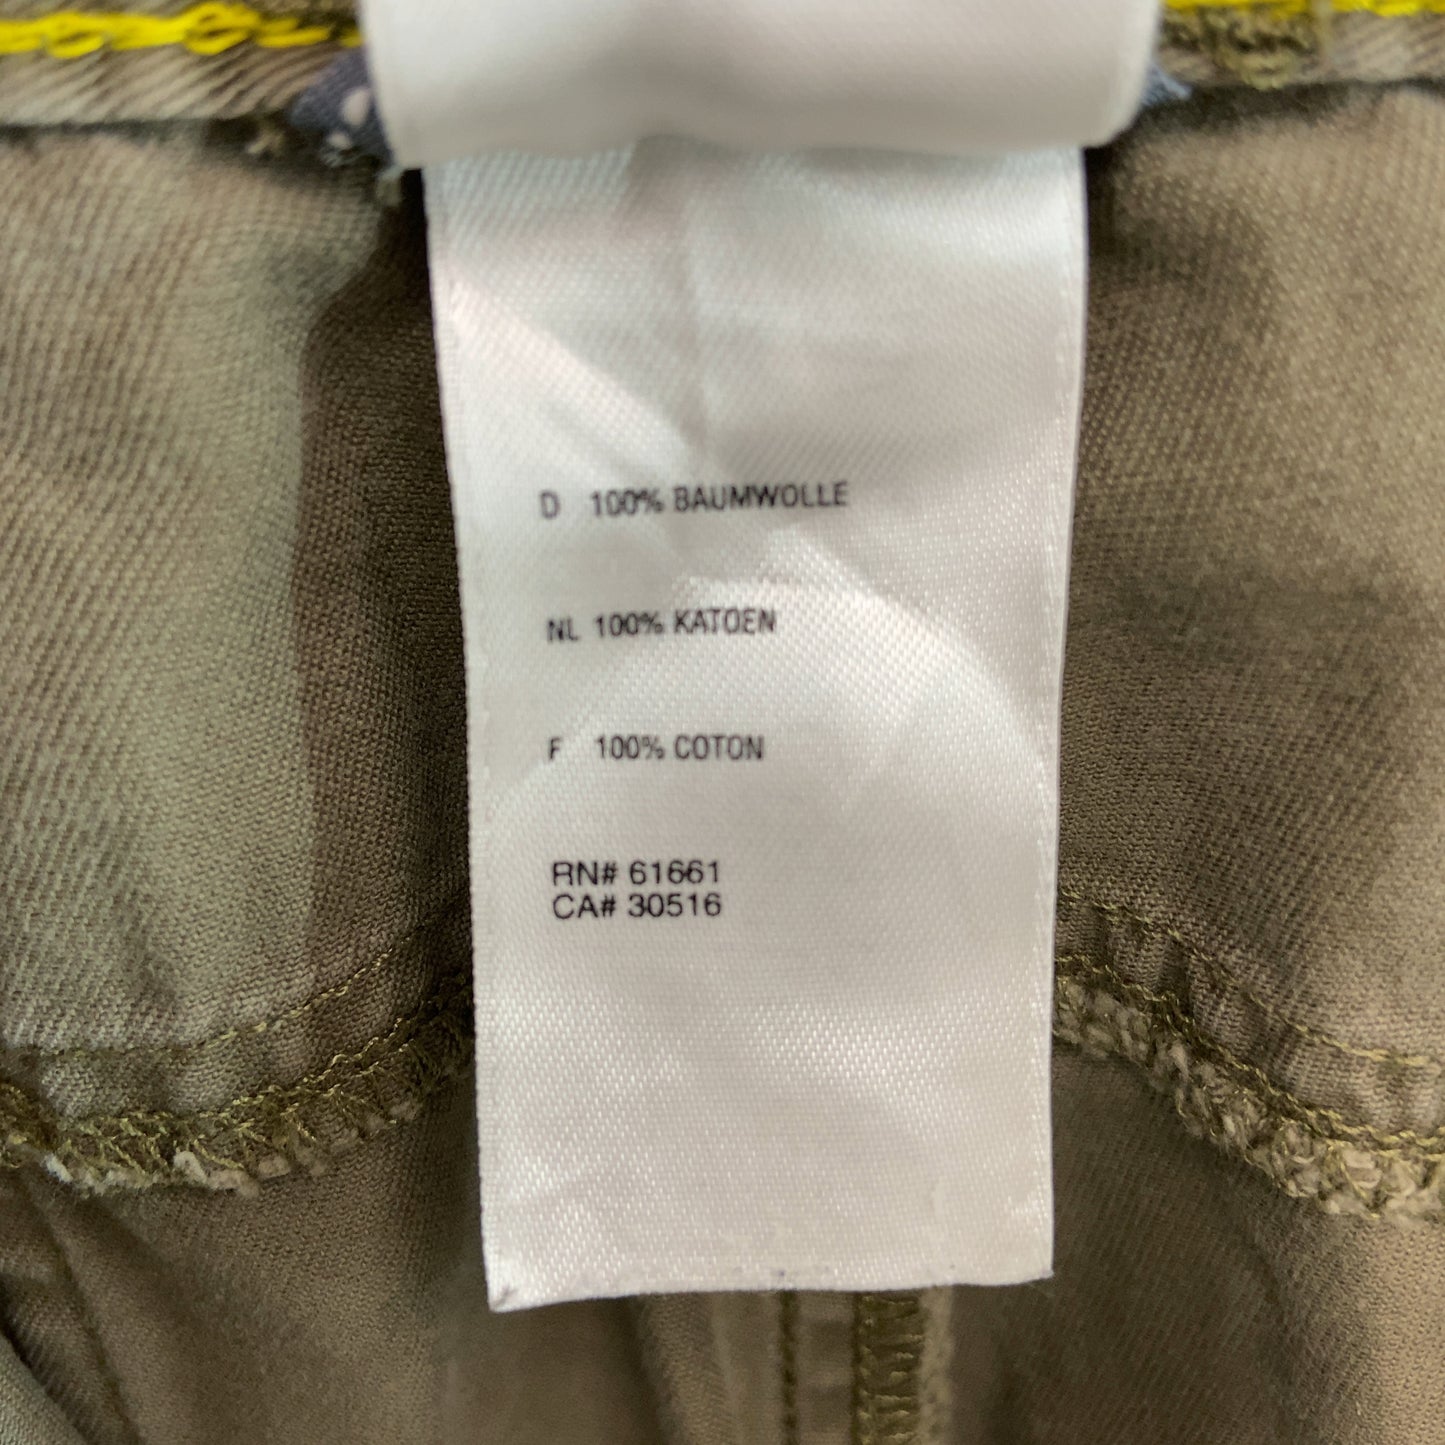 D 100% BAUMWOLLE
NL 100% KATOEN
F 100% COTON
RN# 61661
CA# 30516